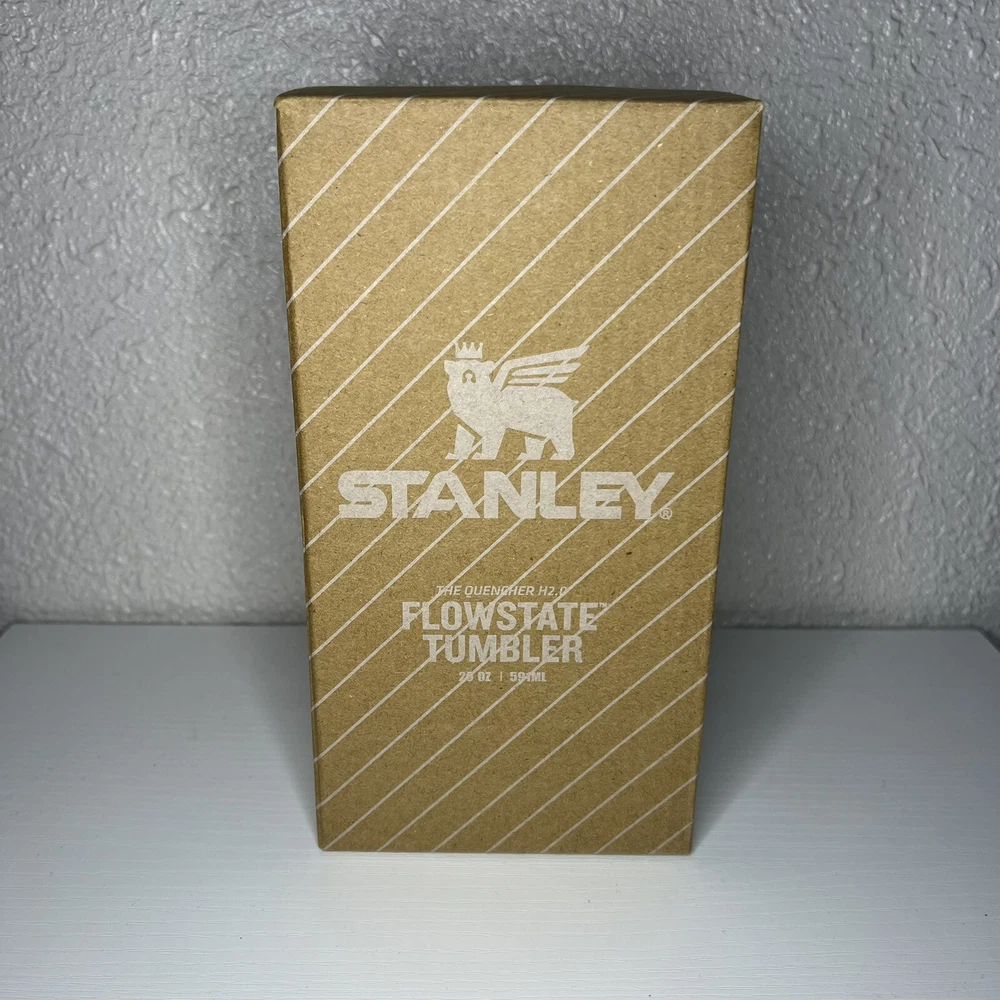 STANLEY®
THE QUENCHER H2.0
FLOWSTATE™
TUMBLER
20 OZ | 591ML